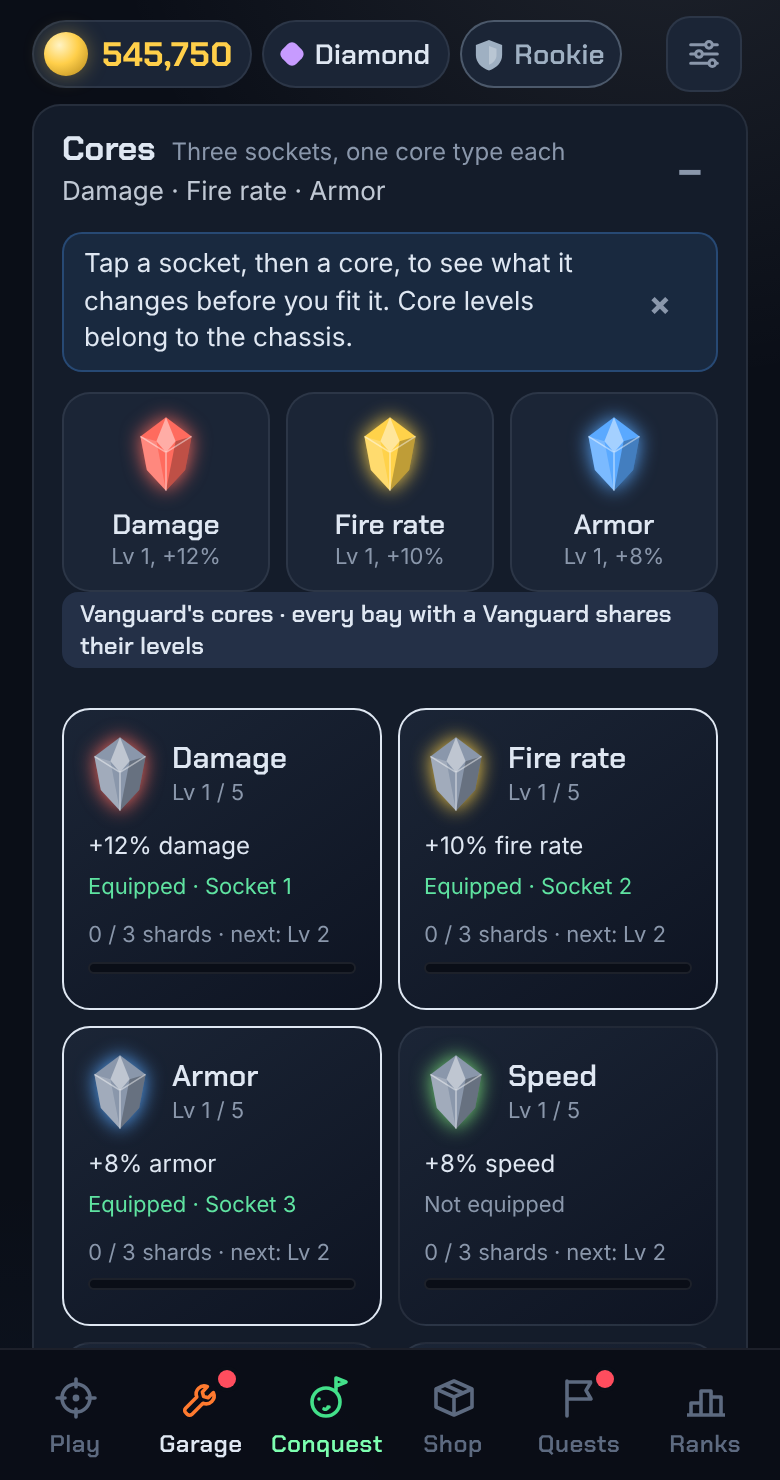 545,750
Diamond
Rookie
Cores Three sockets, one core type each
Damage · Fire rate · Armor
Tap a socket, then a core, to see what it
changes before you fit it. Core levels
belong to the chassis.
×
Damage
Lv 1, +12%
Fire rate
Lv 1, +10%
Armor
Lv 1, +8%
Vanguard's cores · every bay with a Vanguard shares
their levels
Damage
Lv 1 / 5
+12% damage
Equipped · Socket 1
0 / 3 shards · next: Lv 2
Fire rate
Lv 1 / 5
+10% fire rate
Equipped · Socket 2
0 / 3 shards · next: Lv 2
Armor
Lv 1 / 5
+8% armor
Equipped · Socket 3
0 / 3 shards · next: Lv 2
Speed
Lv 1 / 5
+8% speed
Not equipped
0 / 3 shards · next: Lv 2
Play
Garage
Conquest
Shop
Quests
Ranks